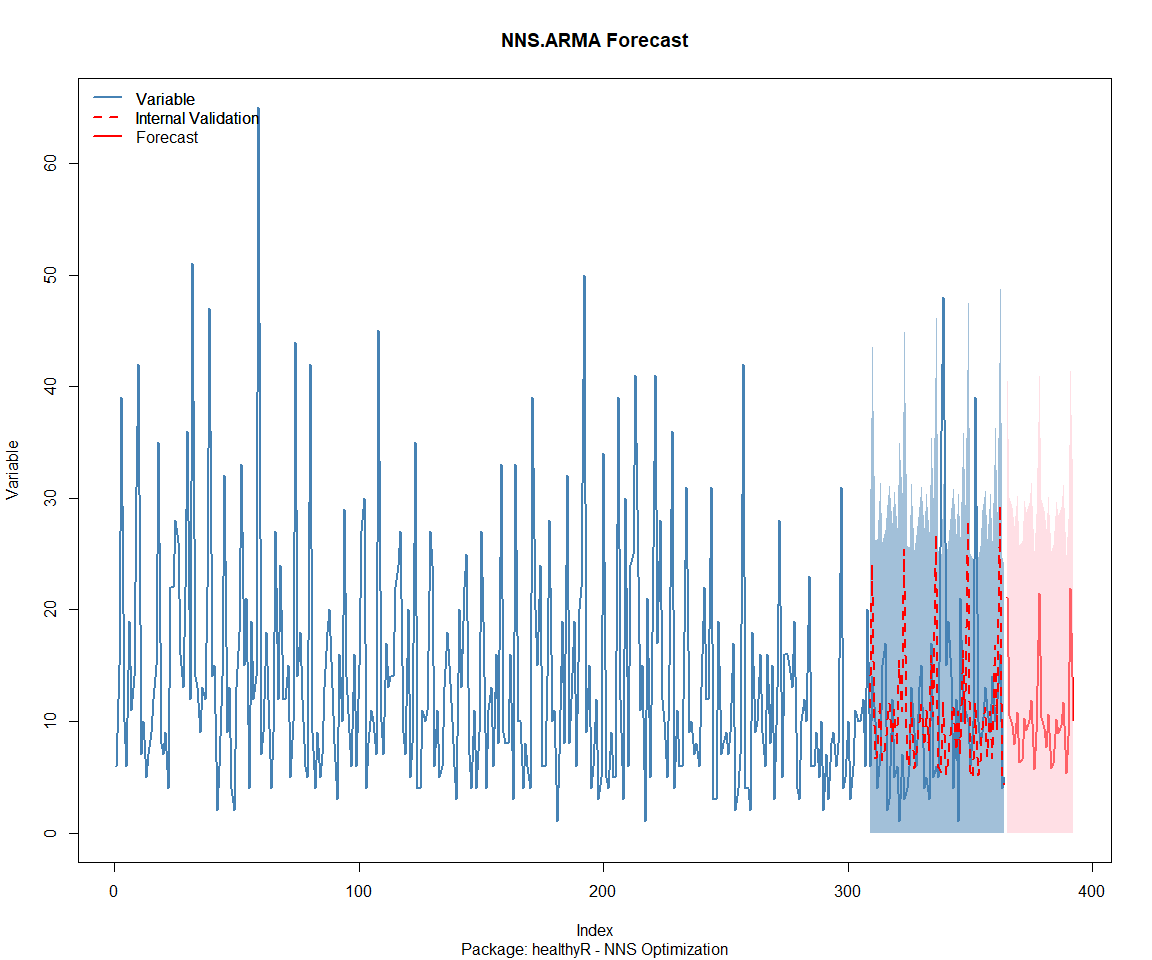 NNS.ARMA Forecast
Variable
Internal Validation
Forecast
60
50
40
30
20
10
0
Variable
0 100 200 300 400
Index
Package: healthyR - NNS Optimization